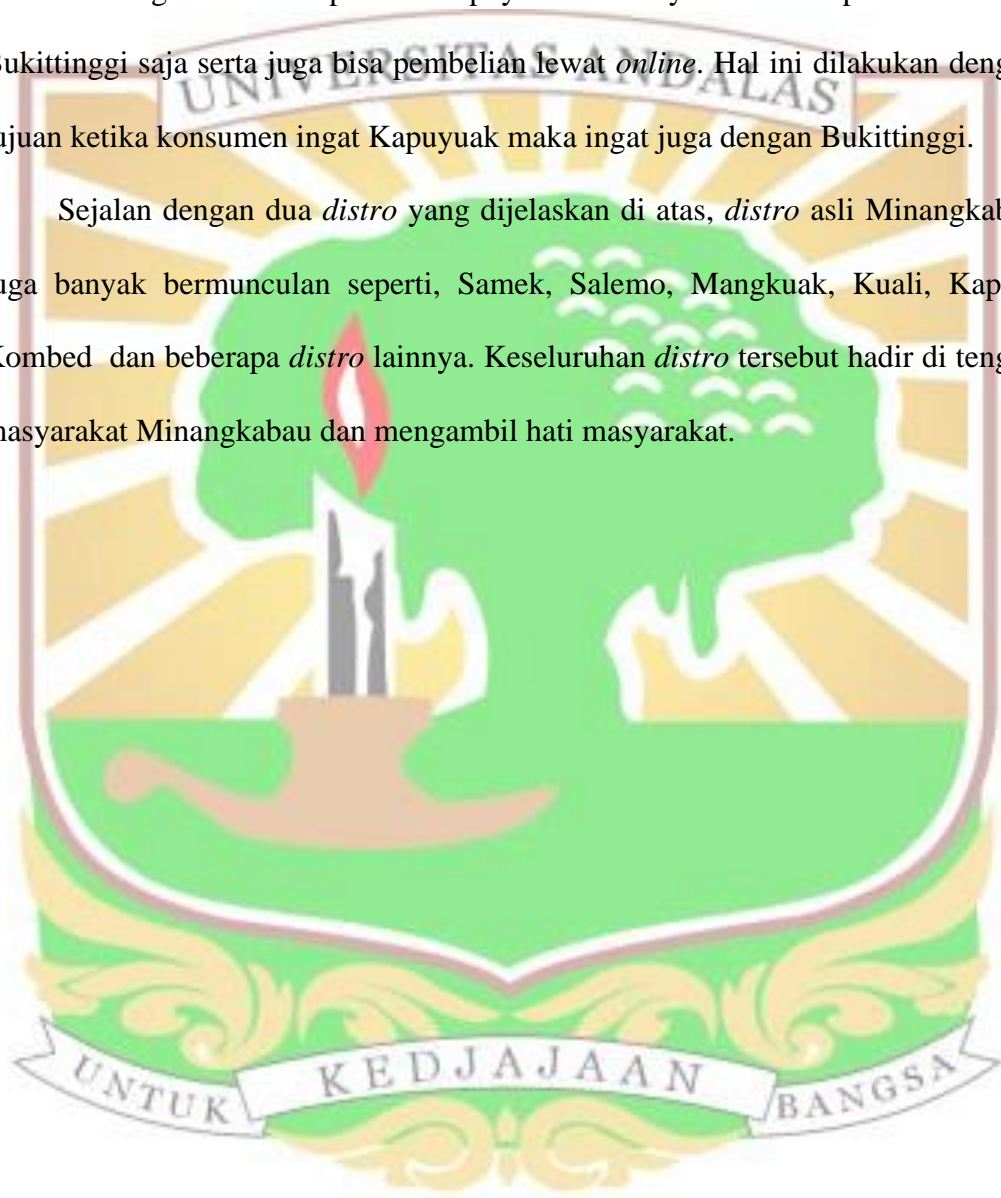 Bukittinggi saja serta juga bisa pembelian lewat online. Hal ini dilakukan deng
ujuan ketika konsumen ingat Kapuyuak maka ingat juga dengan Bukittinggi.
Sejalan dengan dua distro yang dijelaskan di atas, distro asli Minangkab
uga banyak bermunculan seperti, Samek, Salemo, Mangkuak, Kuali, Kap
Kombed dan beberapa distro lainnya. Keseluruhan distro tersebut hadir di teng
masyarakat Minangkabau dan mengambil hati masyarakat.
UNIVERSITAS ANDALAS
UNTUK KEDJAJAAN BANGSA